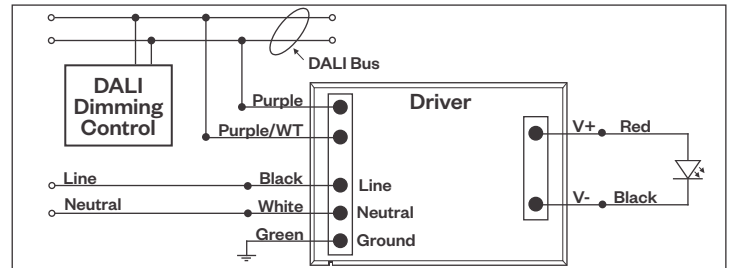 DALI Bus
DALI
Dimming
Control
Driver
Purple
Purple/WT
Line
Black
Line
Neutral
White
Neutral
Green
Ground
V+
Red
V-
Black